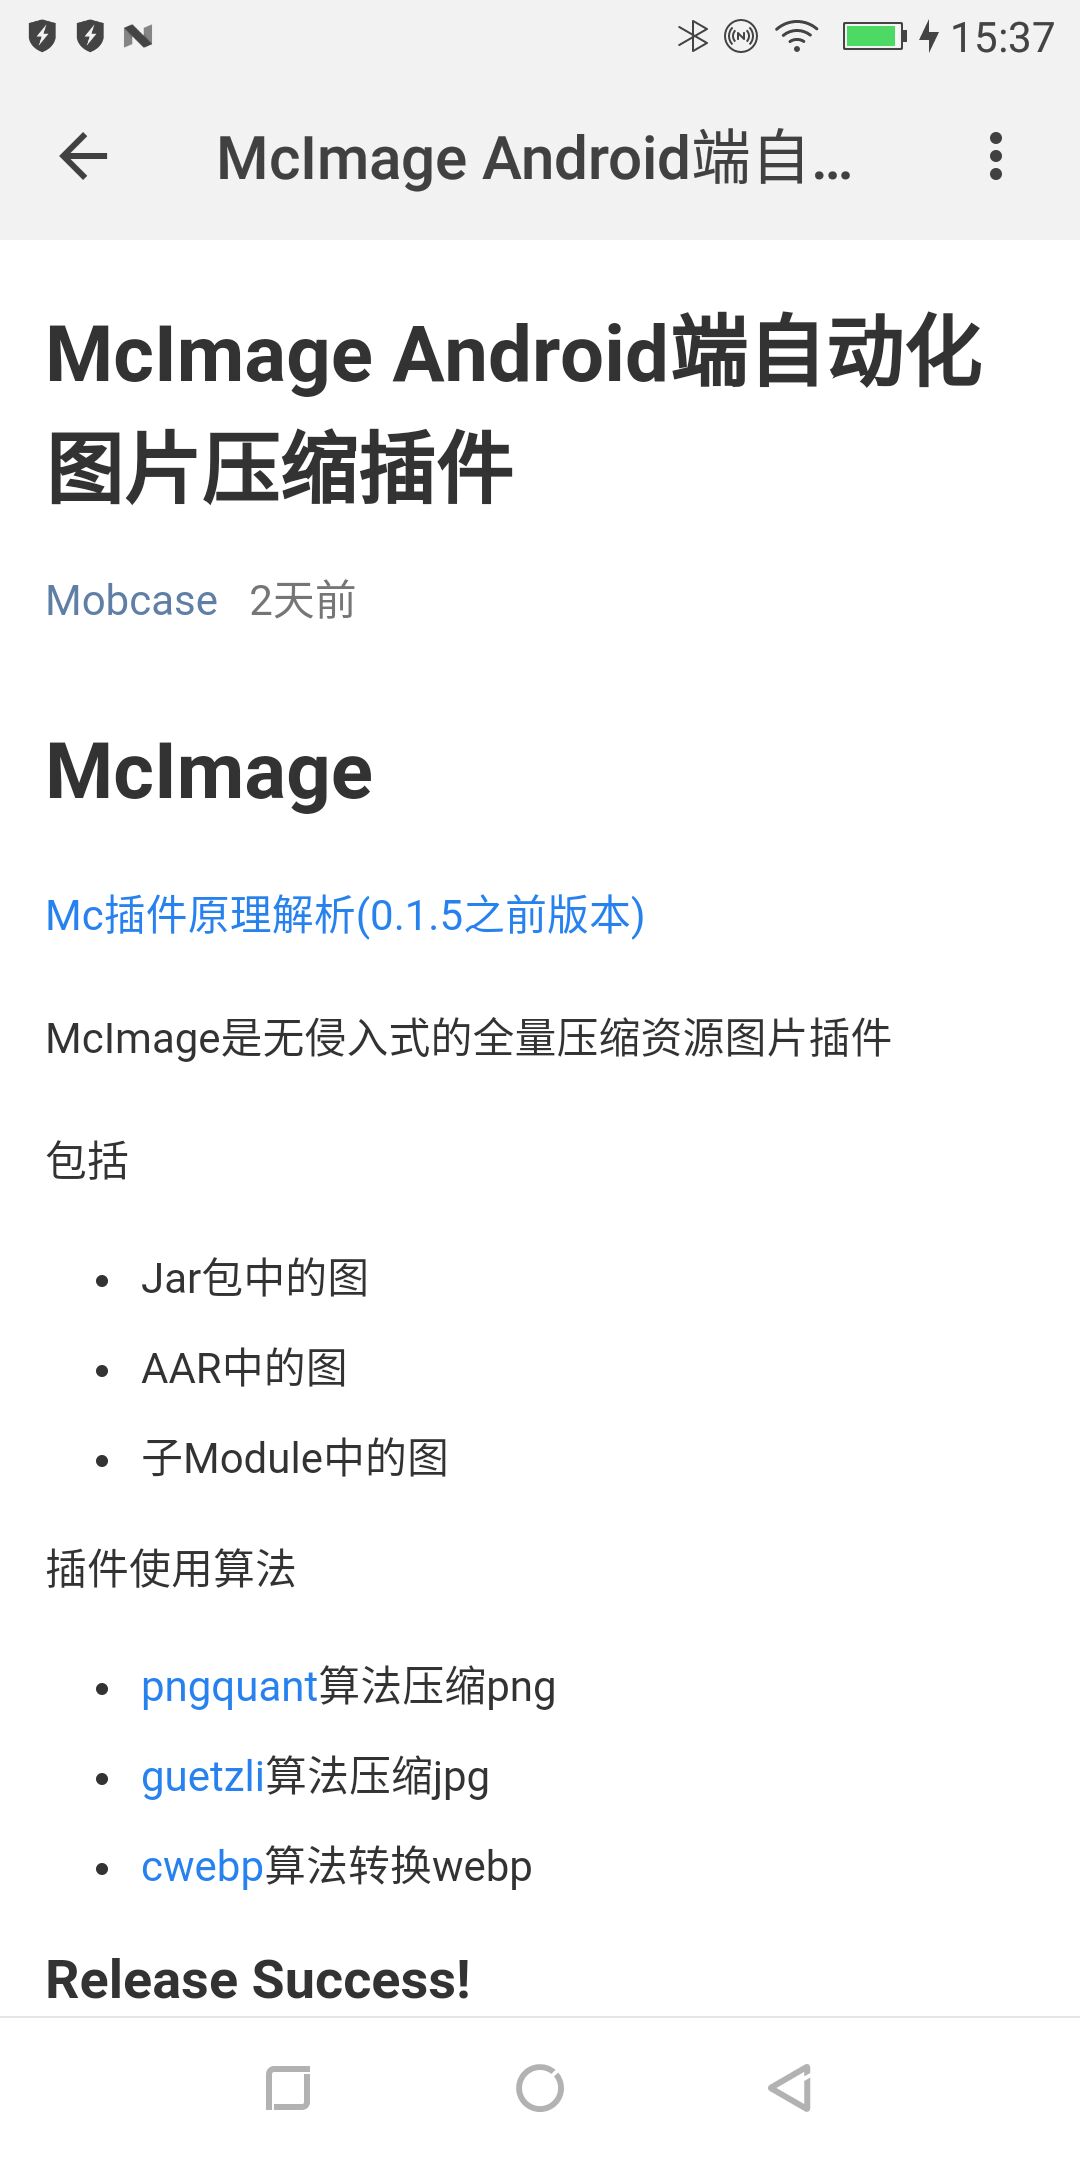 15:37
McImage Android端自...
McImage Android端自动化
图片压缩插件
Mobcase 2天前
McImage
Mc插件原理解析(0.1.5之前版本)
McImage是无侵入式的全量压缩资源图片插件
包括
• Jar包中的图
• AAR中的图
• 子Module中的图
插件使用算法
• pngquant算法压缩png
• guetzli算法压缩jpg
• cwebp算法转换webp
Release Success!